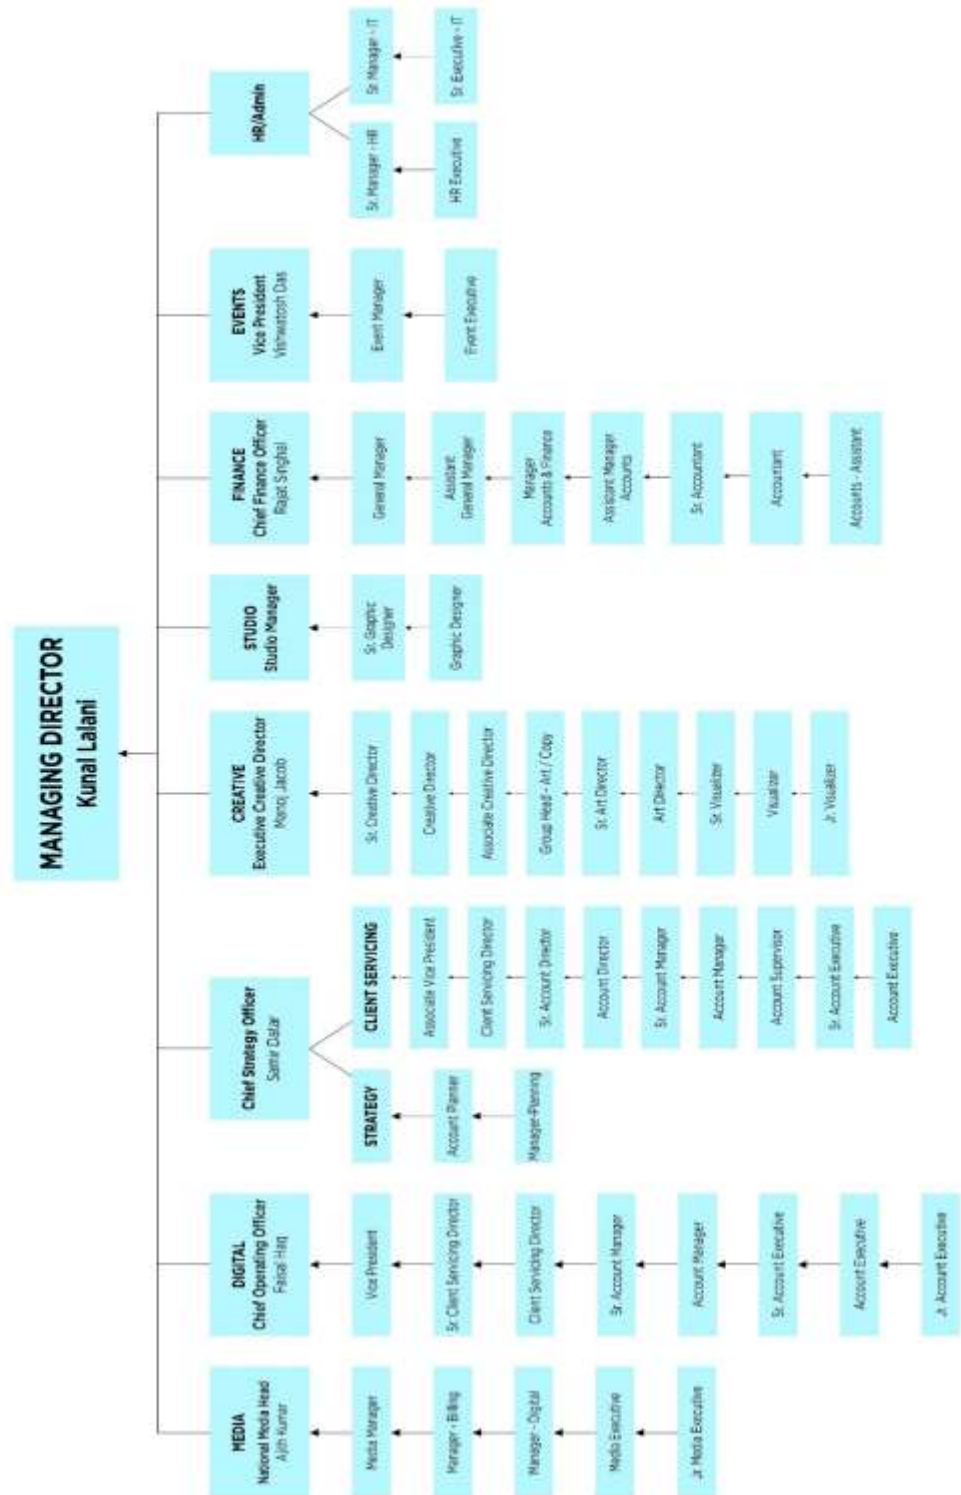 MANAGING DIRECTOR
Kunal Lalani
MEDIA
National Media Head
Ajith Kumar
Media Manager
Manager - Billing
Manager - Digital
Media Executive
Jr. Media Executive
DIGITAL
Chief Operating Officer
Faisal Haq
Vice President
Sr. Client Servicing Director
Client Servicing Director
Sr. Account Manager
Account Manager
Sr. Account Executive
Account Executive
Jr. Account Executive
Chief Strategy Officer
Samir Datar
STRATEGY
Account Planner
Manager-Planning
CLIENT SERVICING
Associate Vice President
Client Servicing Director
Sr. Account Director
Account Director
Sr. Account Manager
Account Manager
Account Supervisor
Sr. Account Executive
Account Executive
CREATIVE
Executive Creative Director
Manoj Jacob
Sr. Creative Director
Creative Director
Associate Creative Director
Group Head - Art / Copy
Sr. Art Director
Art Director
Sr. Visualizer
Visualizer
Jr. Visualizer
STUDIO
Studio Manager
Sr. Graphic
Designer
Graphic Designer
FINANCE
Chief Finance Officer
Rajat Singhal
General Manager
Assistant
General Manager
Manager
Accounts & Finance
Assistant Manager
Accounts
Sr. Accountant
Accountant
Accounts - Assistant
EVENTS
Vice President
Vishwatosh Das
Event Manager
Event Executive
HR/Admin
Sr. Manager - HR
HR Executive
Sr. Manager - IT
Sr. Executive - IT